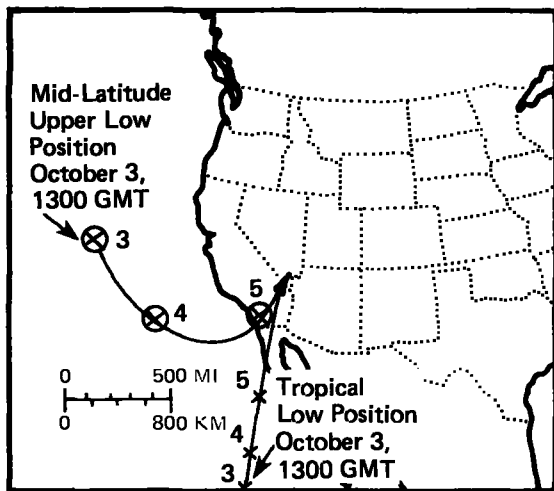 Mid-Latitude
Upper Low
Position
October 3,
1300 GMT
3
4
5
0 500 MI
0 800 KM
5
4
3
Tropical
Low Position
October 3,
1300 GMT